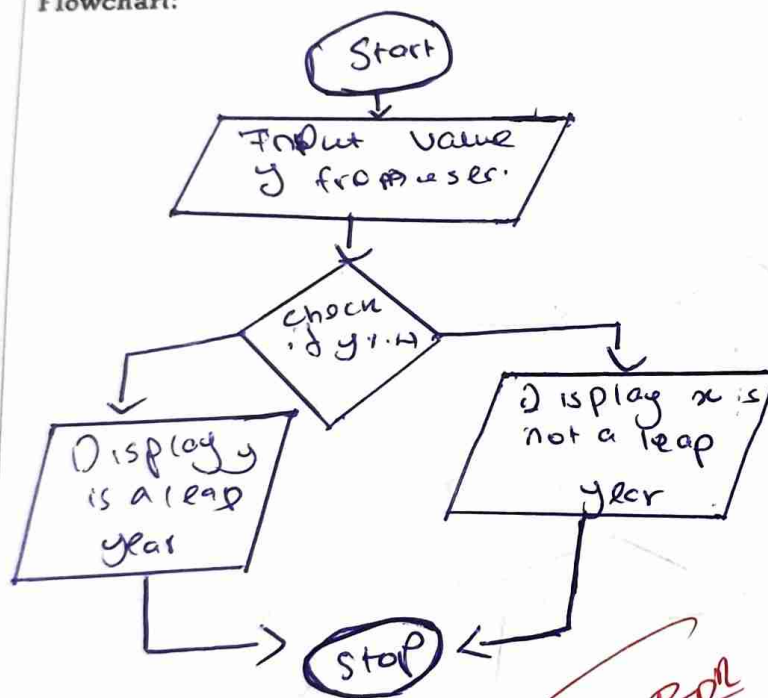 Flowchart:
Start
Input value
y from user.
check
if y%4
Display y
is a leap
year
Display x is
not a leap
year
Stop